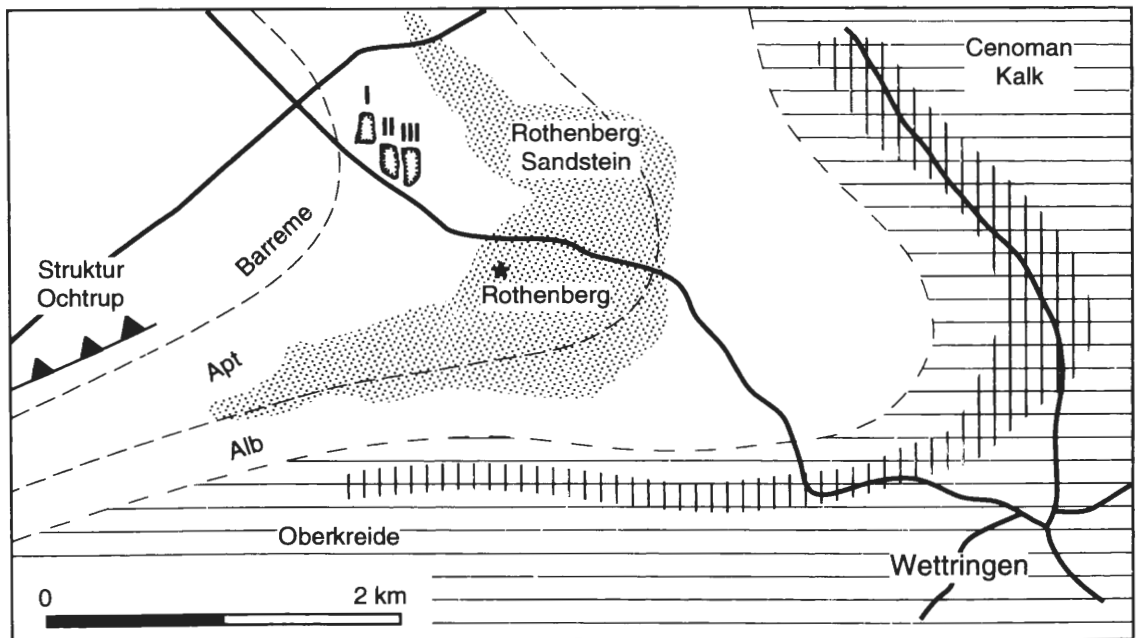 Cenoman
Kalk
I
II
III
Rothenberg
Sandstein
Barreme
Struktur
Ochtrup
Rothenberg
Apt
Alb
Oberkreide
Wettringen
0
2 km